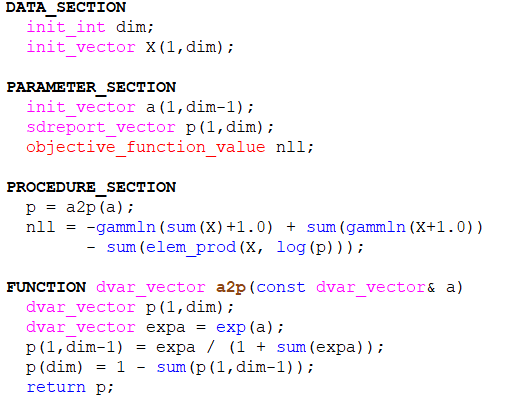 DATA_SECTION
init_int dim;
init_vector X(1,dim);
PARAMETER_SECTION
init_vector a(1,dim-1);
sdreport_vector p(1,dim);
objective_function_value nll;
PROCEDURE_SECTION
p = a2p(a);
nll = -gammln(sum(X)+1.0) + sum(gammln(X+1.0))
- sum(elem_prod(X, log(p)));
FUNCTION dvar_vector a2p(const dvar_vector& a)
dvar_vector p(1,dim);
dvar_vector expa = exp(a);
p(1,dim-1) = expa / (1 + sum(expa));
p(dim) = 1 - sum(p(1,dim-1));
return p;